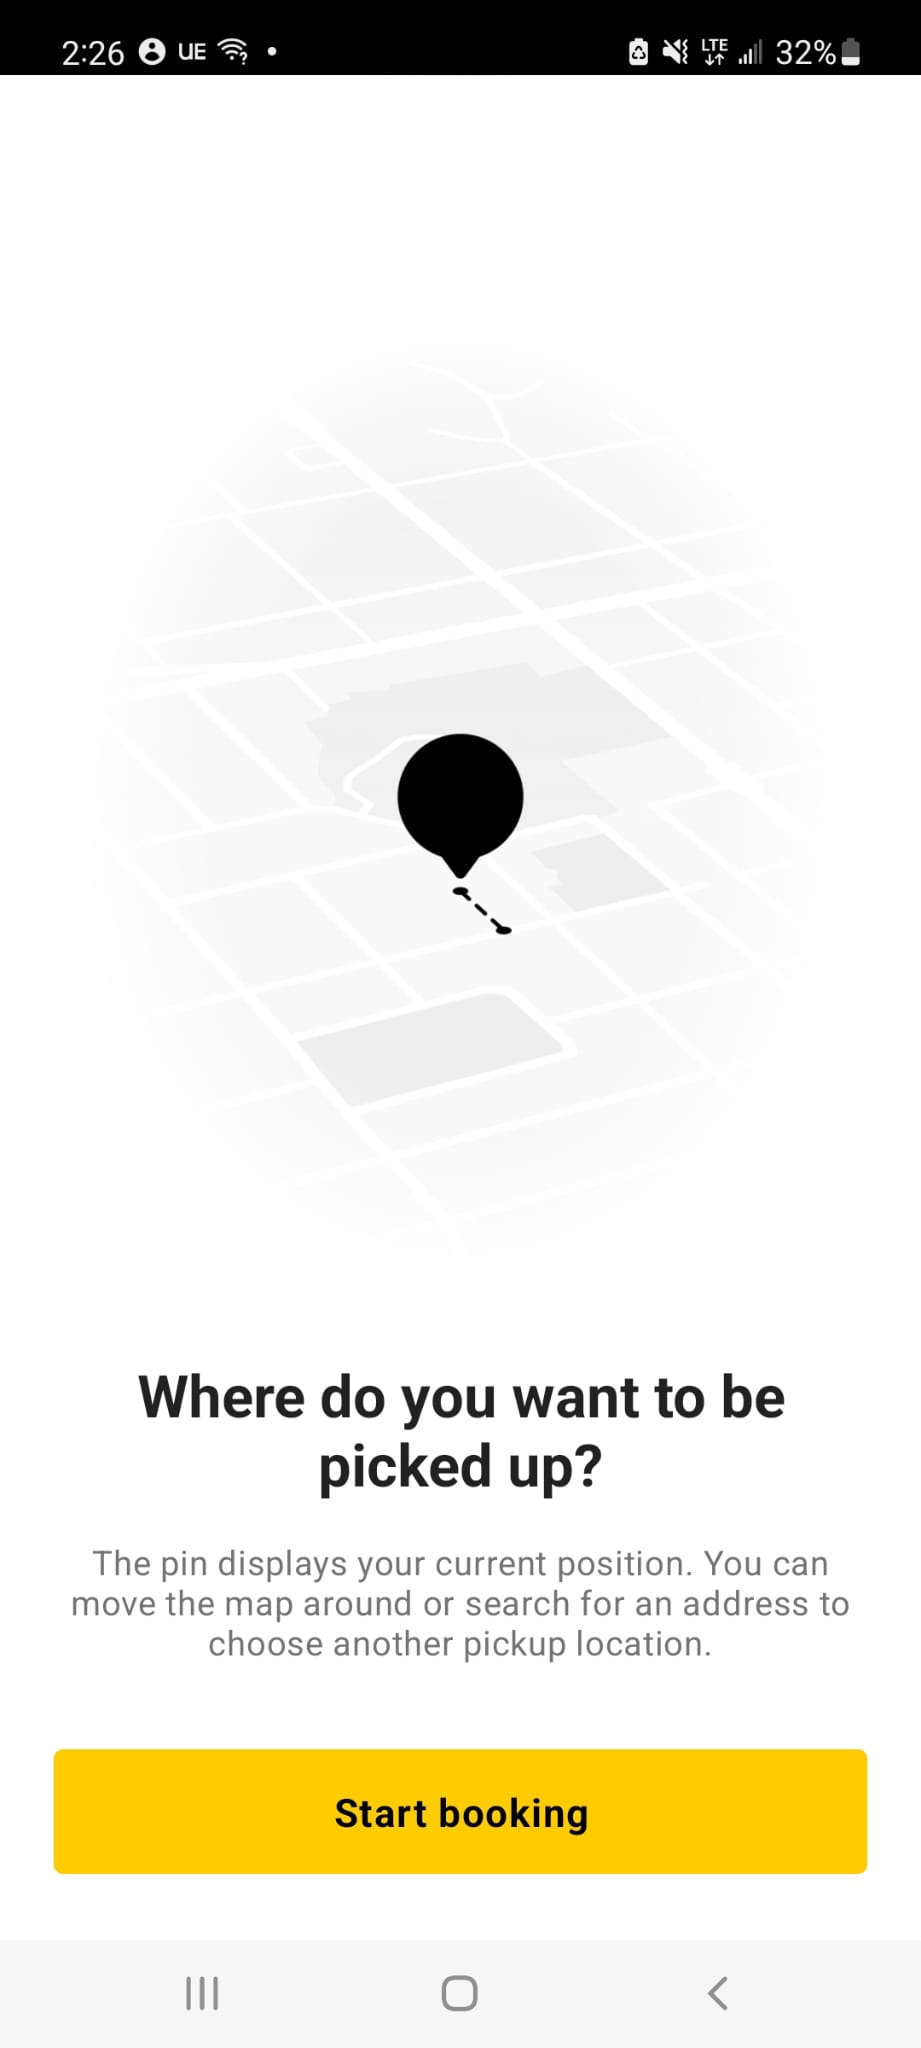 2:26 UE LTE 32%
Where do you want to be
picked up?
The pin displays your current position. You can
move the map around or search for an address to
choose another pickup location.
Start booking